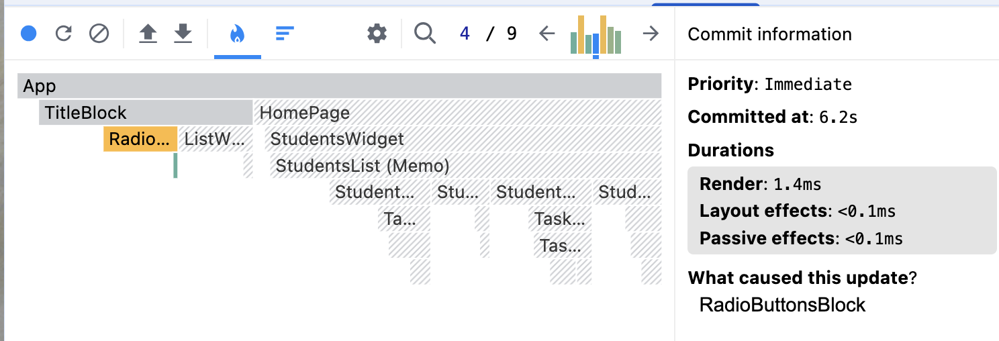 4 / 9
Commit information
App
TitleBlock
HomePage
Radio...
ListW...
StudentsWidget
StudentsList (Memo)
Student...
Stu...
Student...
Stud...
Ta...
Task...
Tas...
Priority: Immediate
Committed at: 6.2s
Durations
Render: 1.4ms
Layout effects: <0.1ms
Passive effects: <0.1ms
What caused this update?
RadioButtonsBlock